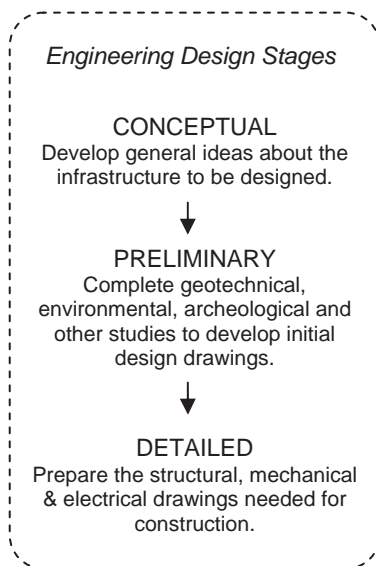 Engineering Design Stages
CONCEPTUAL
Develop general ideas about the
infrastructure to be designed.
PRELIMINARY
Complete geotechnical,
environmental, archeological and
other studies to develop initial
design drawings.
DETAILED
Prepare the structural, mechanical
& electrical drawings needed for
construction.